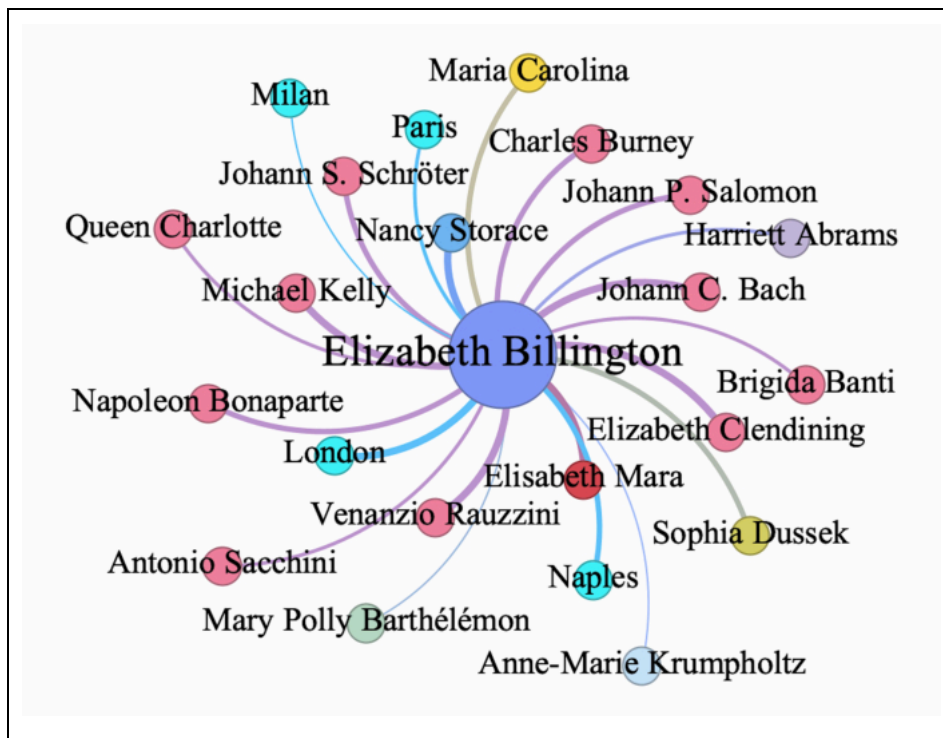 Maria Carolina
Milan
Paris
Charles Burney
Johann S. Schröter
Johann P. Salomon
Queen Charlotte
Nancy Storace
Harriett Abrams
Michael Kelly
Johann C. Bach
Elizabeth Billington
Brigida Banti
Napoleon Bonaparte
Elizabeth Clendining
London
Elisabeth Mara
Venanzio Rauzzini
Sophia Dussek
Antonio Sacchini
Naples
Mary Polly Barthélémon
Anne-Marie Krumpholtz